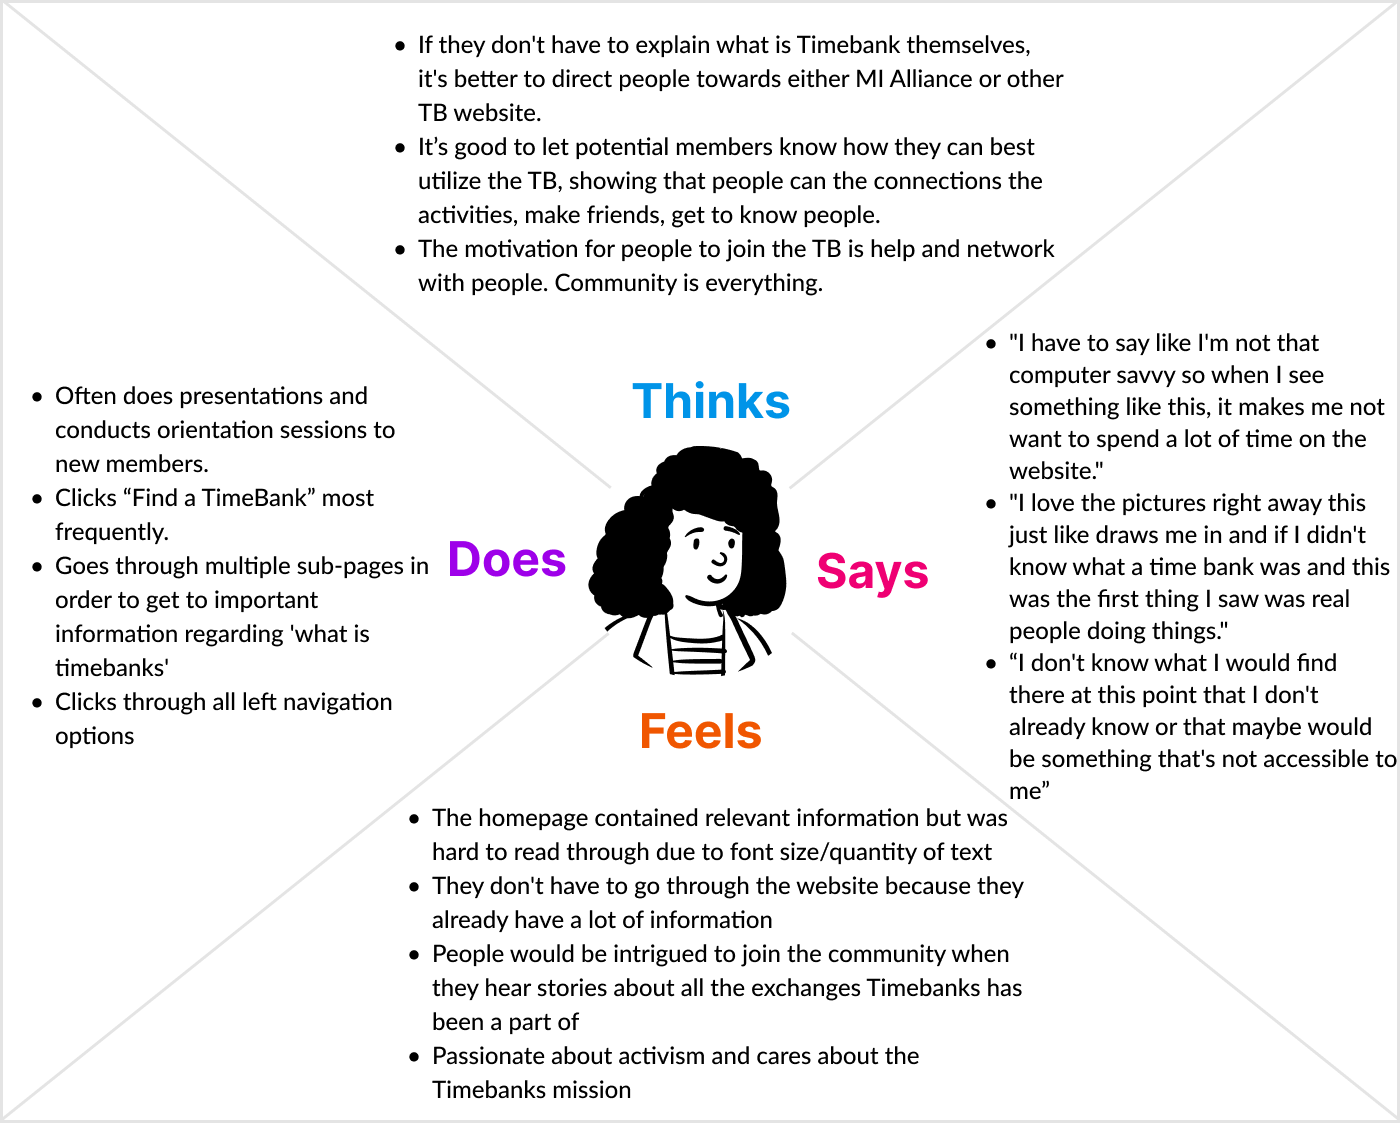 • If they don't have to explain what is Timebank themselves,
it's better to direct people towards either MI Alliance or other
TB website.
• It’s good to let potential members know how they can best
utilize the TB, showing that people can the connections the
activities, make friends, get to know people.
• The motivation for people to join the TB is help and network
with people. Community is everything.
Thinks
• Often does presentations and
conducts orientation sessions to
new members.
• Clicks “Find a TimeBank” most
frequently.
• Goes through multiple sub-pages in
order to get to important
information regarding 'what is
timebanks'
• Clicks through all left navigation
options
Does
Says
• "I have to say like I'm not that
computer savvy so when I see
something like this, it makes me not
want to spend a lot of time on the
website."
• "I love the pictures right away this
just like draws me in and if I didn't
know what a time bank was and this
was the first thing I saw was real
people doing things."
• “I don't know what I would find
there at this point that I don't
already know or that maybe would
be something that's not accessible to
me”
Feels
• The homepage contained relevant information but was
hard to read through due to font size/quantity of text
• They don't have to go through the website because they
already have a lot of information
• People would be intrigued to join the community when
they hear stories about all the exchanges Timebanks has
been a part of
• Passionate about activism and cares about the
Timebanks mission